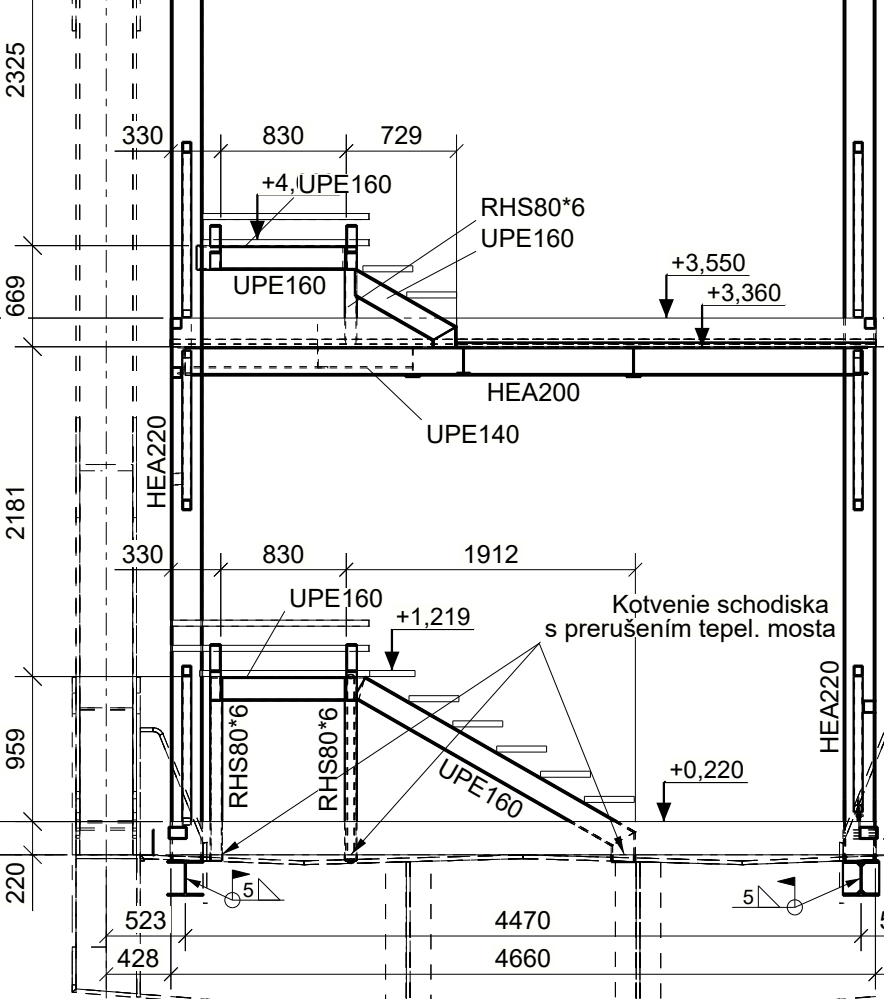 2325
330
830
729
+4,
UPE160
RHS80*6
UPE160
UPE160
+3,550
+3,360
669
HEA200
UPE140
HEA220
2181
330
830
1912
UPE160
+1,219
Kotvenie schodiska
s prerušením tepel. mosta
HEA220
959
RHS80*6
RHS80*6
UPE160
+0,220
220
5
5
523
4470
428
4660